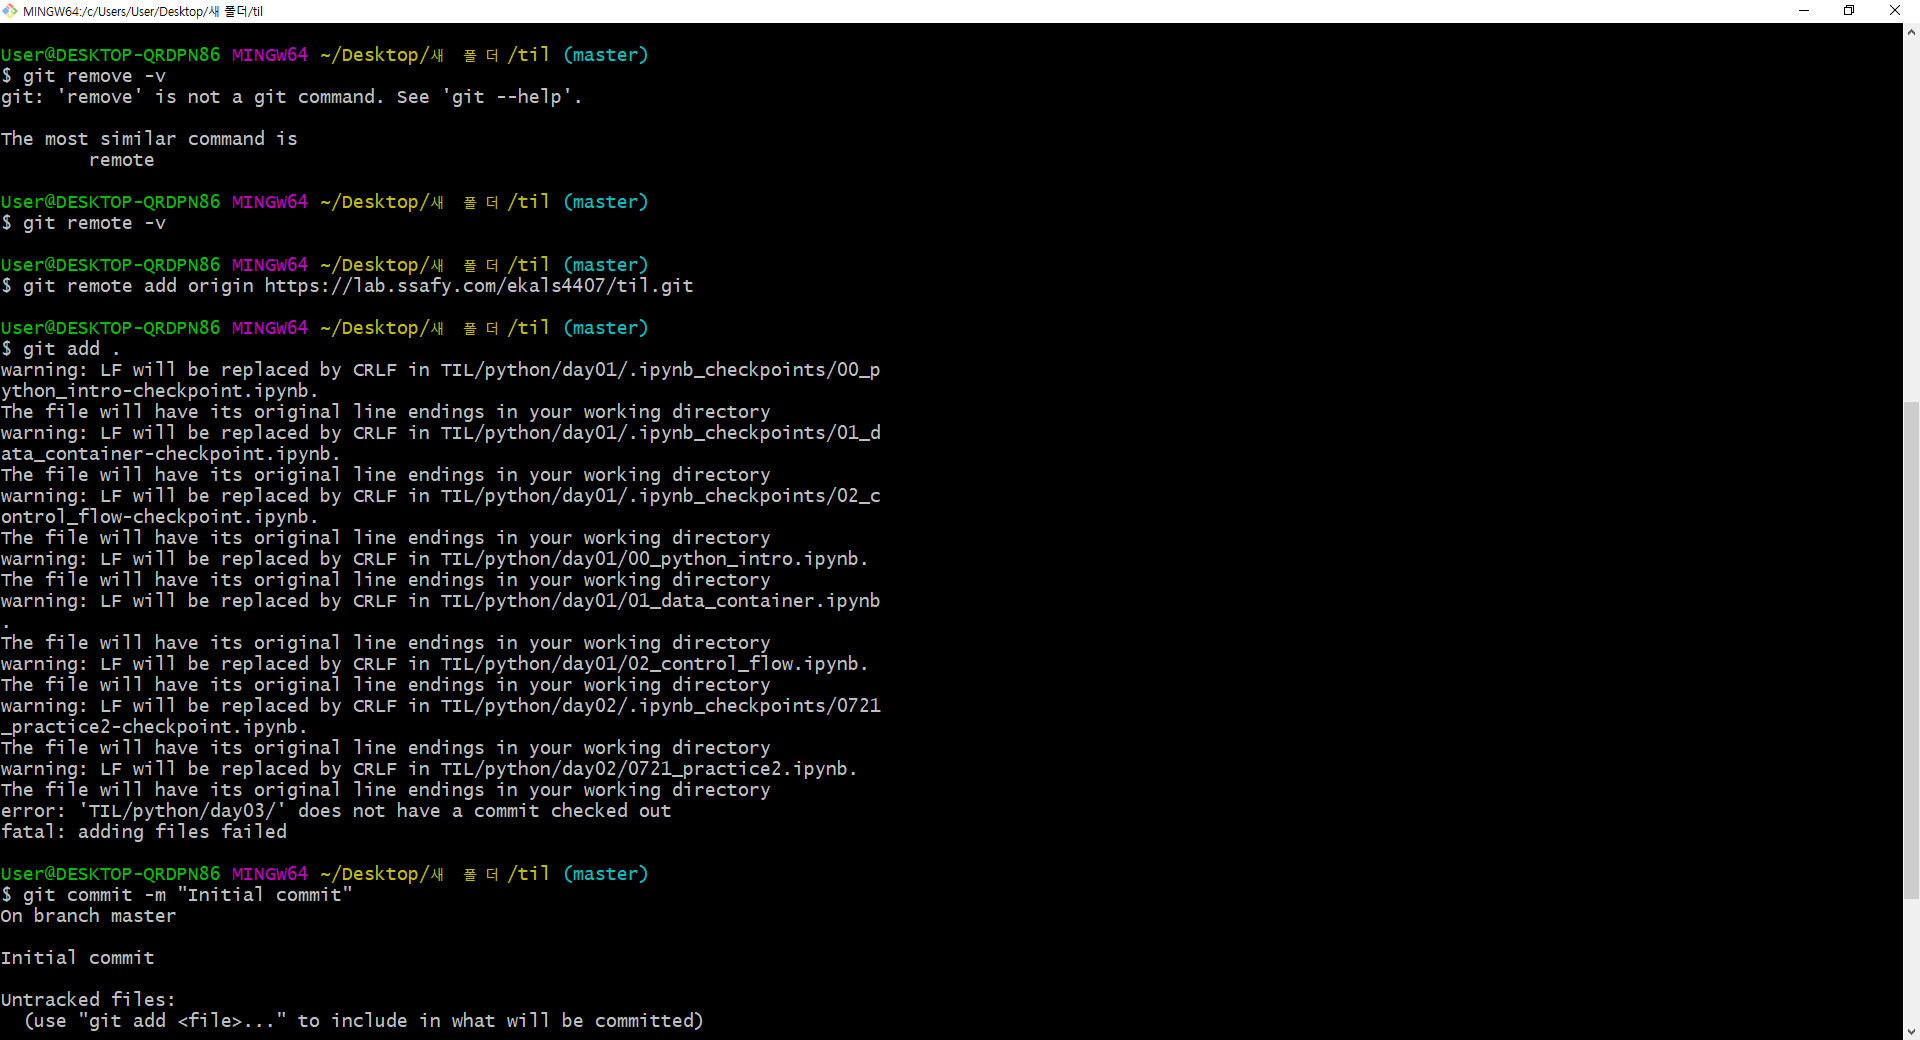 MINGW64:/c/Users/User/Desktop/새 폴더/til
User@DESKTOP-QRDPN86 MINGW64 ~/Desktop/새 폴더/til (master)
$ git remove -v
git: 'remove' is not a git command. See 'git --help'.
The most similar command is
remote
User@DESKTOP-QRDPN86 MINGW64 ~/Desktop/새 폴더/til (master)
$ git remote -v
User@DESKTOP-QRDPN86 MINGW64 ~/Desktop/새 폴더/til (master)
$ git remote add origin https://lab.ssafy.com/ekals4407/til.git
User@DESKTOP-QRDPN86 MINGW64 ~/Desktop/새 폴더/til (master)
$ git add .
warning: LF will be replaced by CRLF in TIL/python/day01/.ipynb_checkpoints/00_p
ython_intro-checkpoint.ipynb.
The file will have its original line endings in your working directory
warning: LF will be replaced by CRLF in TIL/python/day01/.ipynb_checkpoints/01_d
ata_container-checkpoint.ipynb.
The file will have its original line endings in your working directory
warning: LF will be replaced by CRLF in TIL/python/day01/.ipynb_checkpoints/02_c
ontrol_flow-checkpoint.ipynb.
The file will have its original line endings in your working directory
warning: LF will be replaced by CRLF in TIL/python/day01/00_python_intro.ipynb.
The file will have its original line endings in your working directory
warning: LF will be replaced by CRLF in TIL/python/day01/01_data_container.ipynb
.
The file will have its original line endings in your working directory
warning: LF will be replaced by CRLF in TIL/python/day01/02_control_flow.ipynb.
The file will have its original line endings in your working directory
warning: LF will be replaced by CRLF in TIL/python/day02/.ipynb_checkpoints/0721
_practice2-checkpoint.ipynb.
The file will have its original line endings in your working directory
warning: LF will be replaced by CRLF in TIL/python/day02/0721_practice2.ipynb.
The file will have its original line endings in your working directory
error: 'TIL/python/day03/' does not have a commit checked out
fatal: adding files failed
User@DESKTOP-QRDPN86 MINGW64 ~/Desktop/새 폴더/til (master)
$ git commit -m "Initial commit"
On branch master
Initial commit
Untracked files:
(use "git add <file>..." to include in what will be committed)